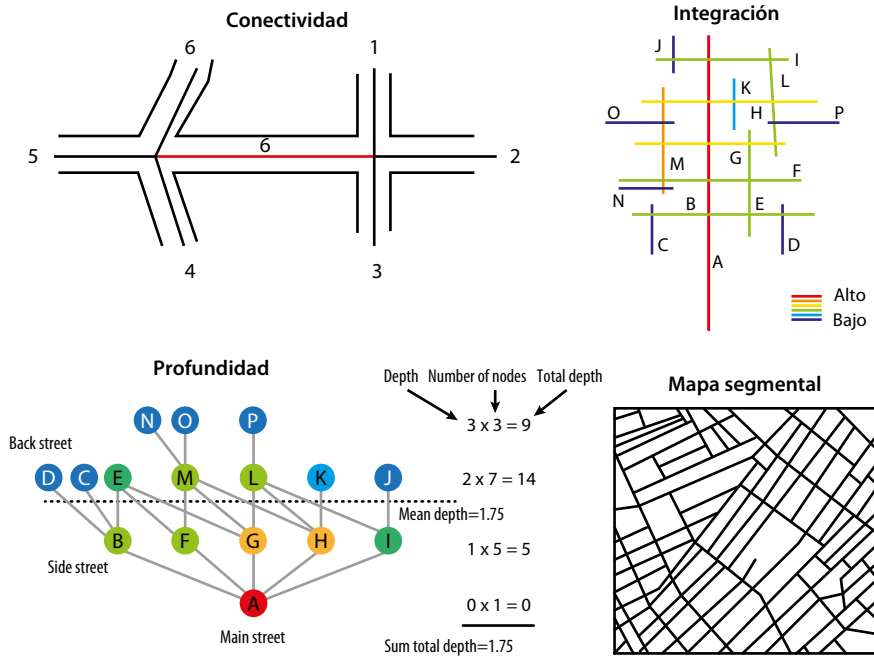 Conectividad
6
1
5
6
2
4
3
Integración
J
I
L
K
O
H
P
G
M
F
N
B
E
C
D
A
Alto
Bajo
Profundidad
N O P
Back street
D C E M L K J
Mean depth=1.75
B F G H I
Side street
A
Main street
Depth Number of nodes Total depth
3 x 3 = 9
2 x 7 = 14
1 x 5 = 5
0 x 1 = 0
Sum total depth=1.75
Mapa segmental